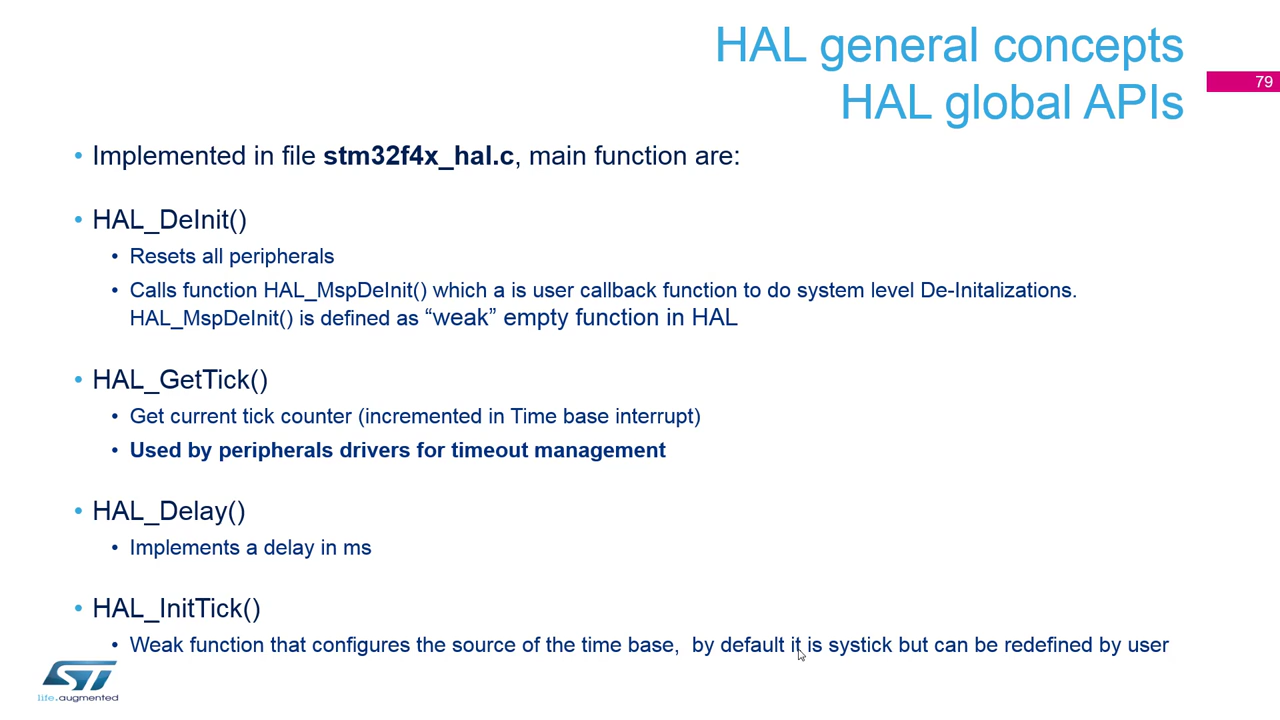 HAL general concepts
HAL global APIs
79
• Implemented in file stm32f4x_hal.c, main function are:
• HAL_DeInit()
• Resets all peripherals
• Calls function HAL_MspDeInit() which a is user callback function to do system level De-Initalizations.
HAL_MspDeInit() is defined as “weak” empty function in HAL
• HAL_GetTick()
• Get current tick counter (incremented in Time base interrupt)
• Used by peripherals drivers for timeout management
• HAL_Delay()
• Implements a delay in ms
• HAL_InitTick()
• Weak function that configures the source of the time base,  by default it is systick but can be redefined by user
ST
life.augmented